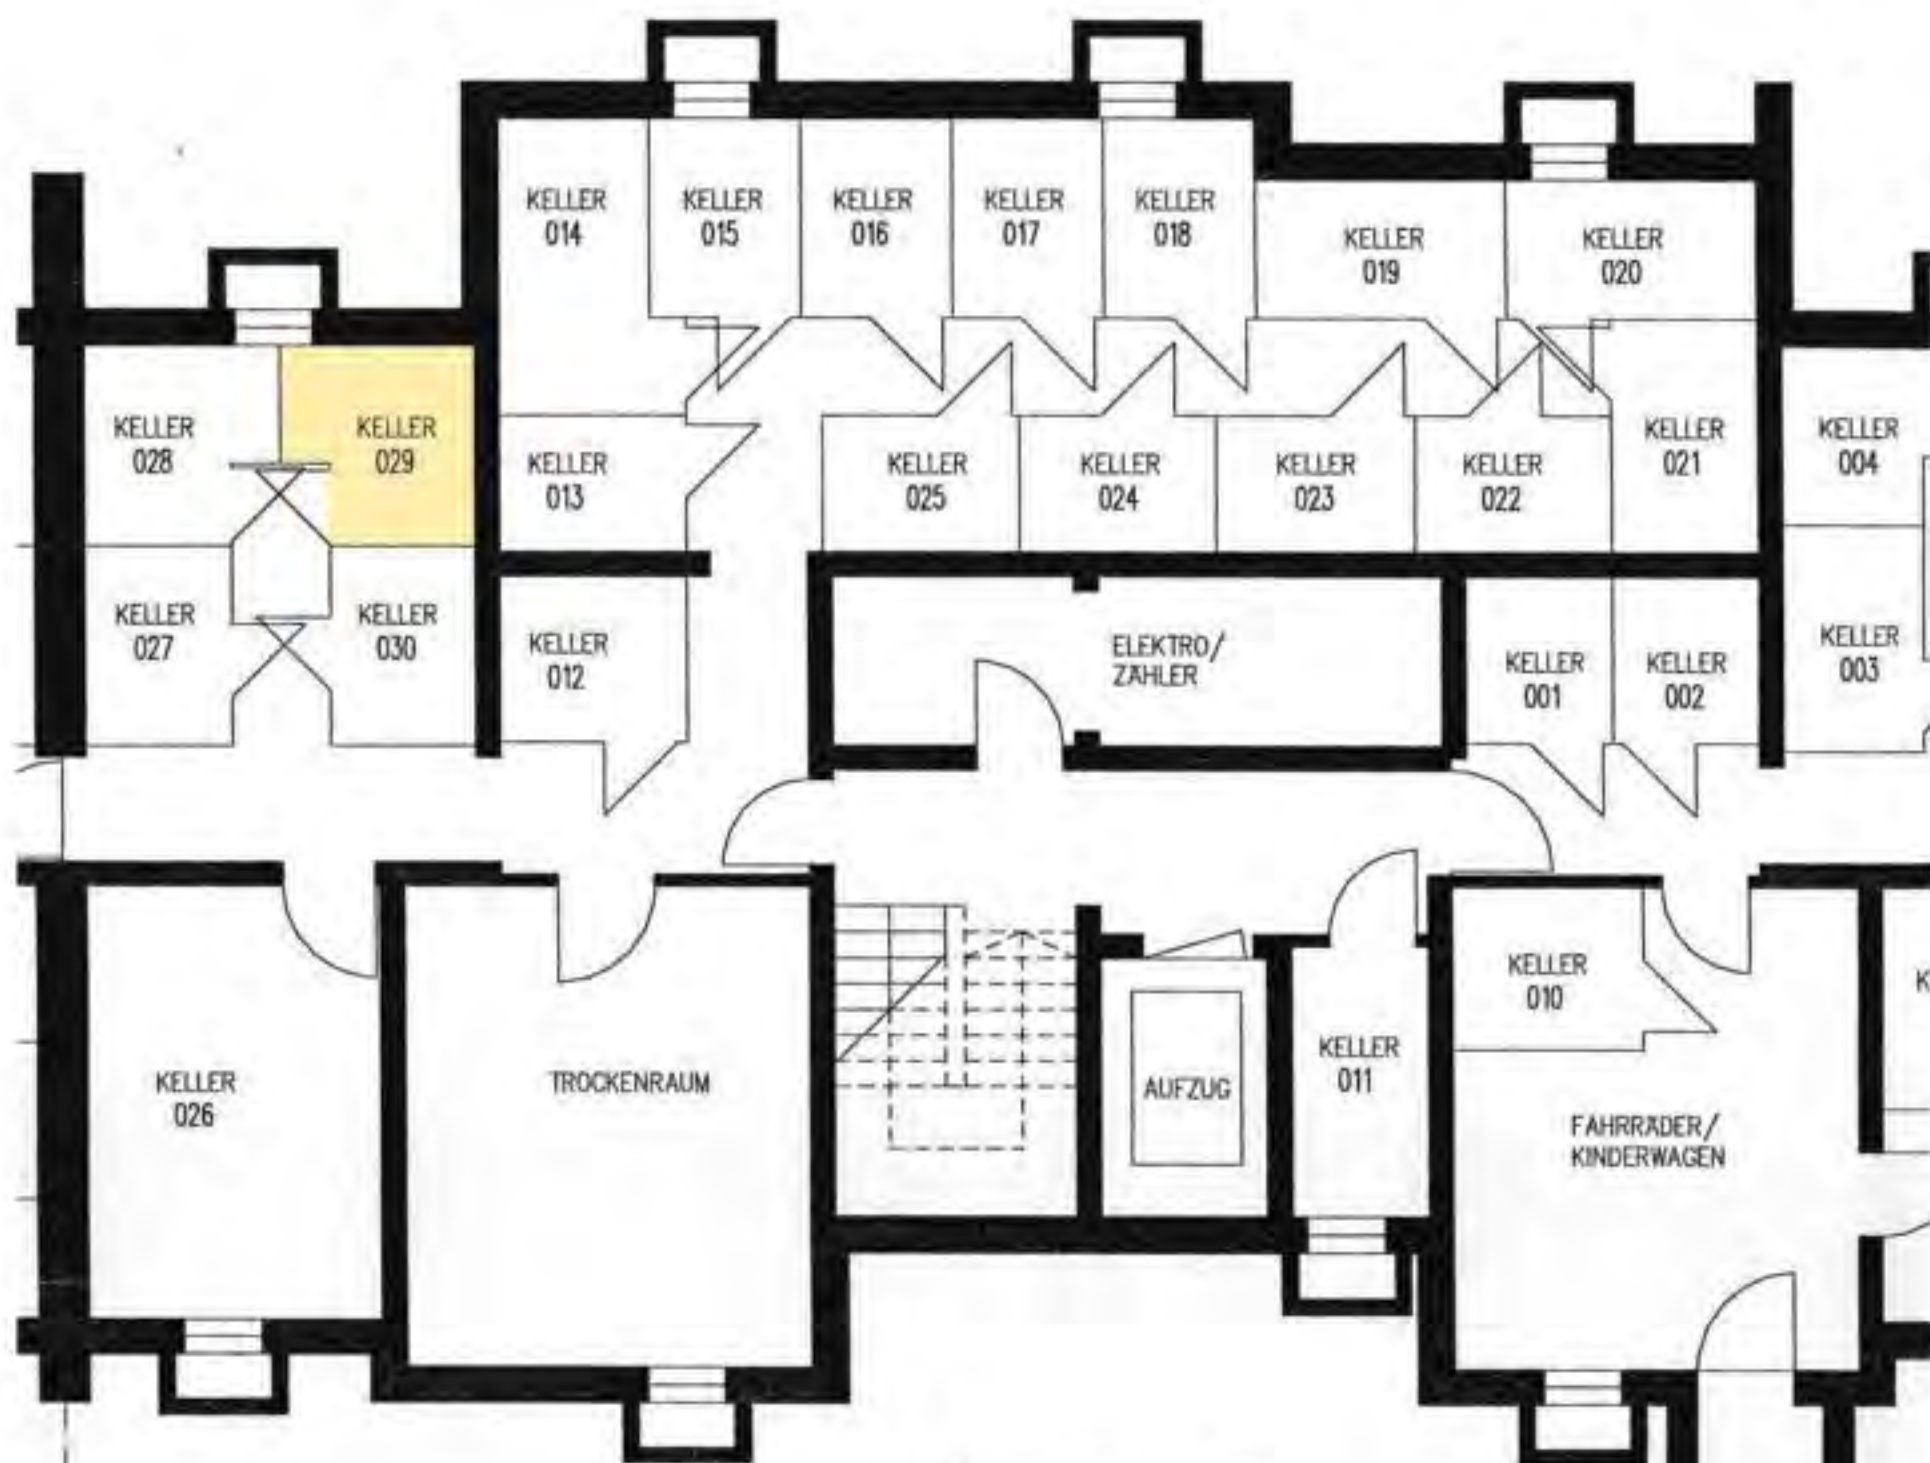 KELLER
014
KELLER
015
KELLER
016
KELLER
017
KELLER
018
KELLER
019
KELLER
020
KELLER
028
KELLER
029
KELLER
013
KELLER
025
KELLER
024
KELLER
023
KELLER
022
KELLER
021
KELLER
004
KELLER
027
KELLER
030
KELLER
012
ELEKTRO/
ZÄHLER
KELLER
001
KELLER
002
KELLER
003
KELLER
026
TROCKENRAUM
AUFZUG
KELLER
011
KELLER
010
FAHRRÄDER/
KINDERWAGEN
K